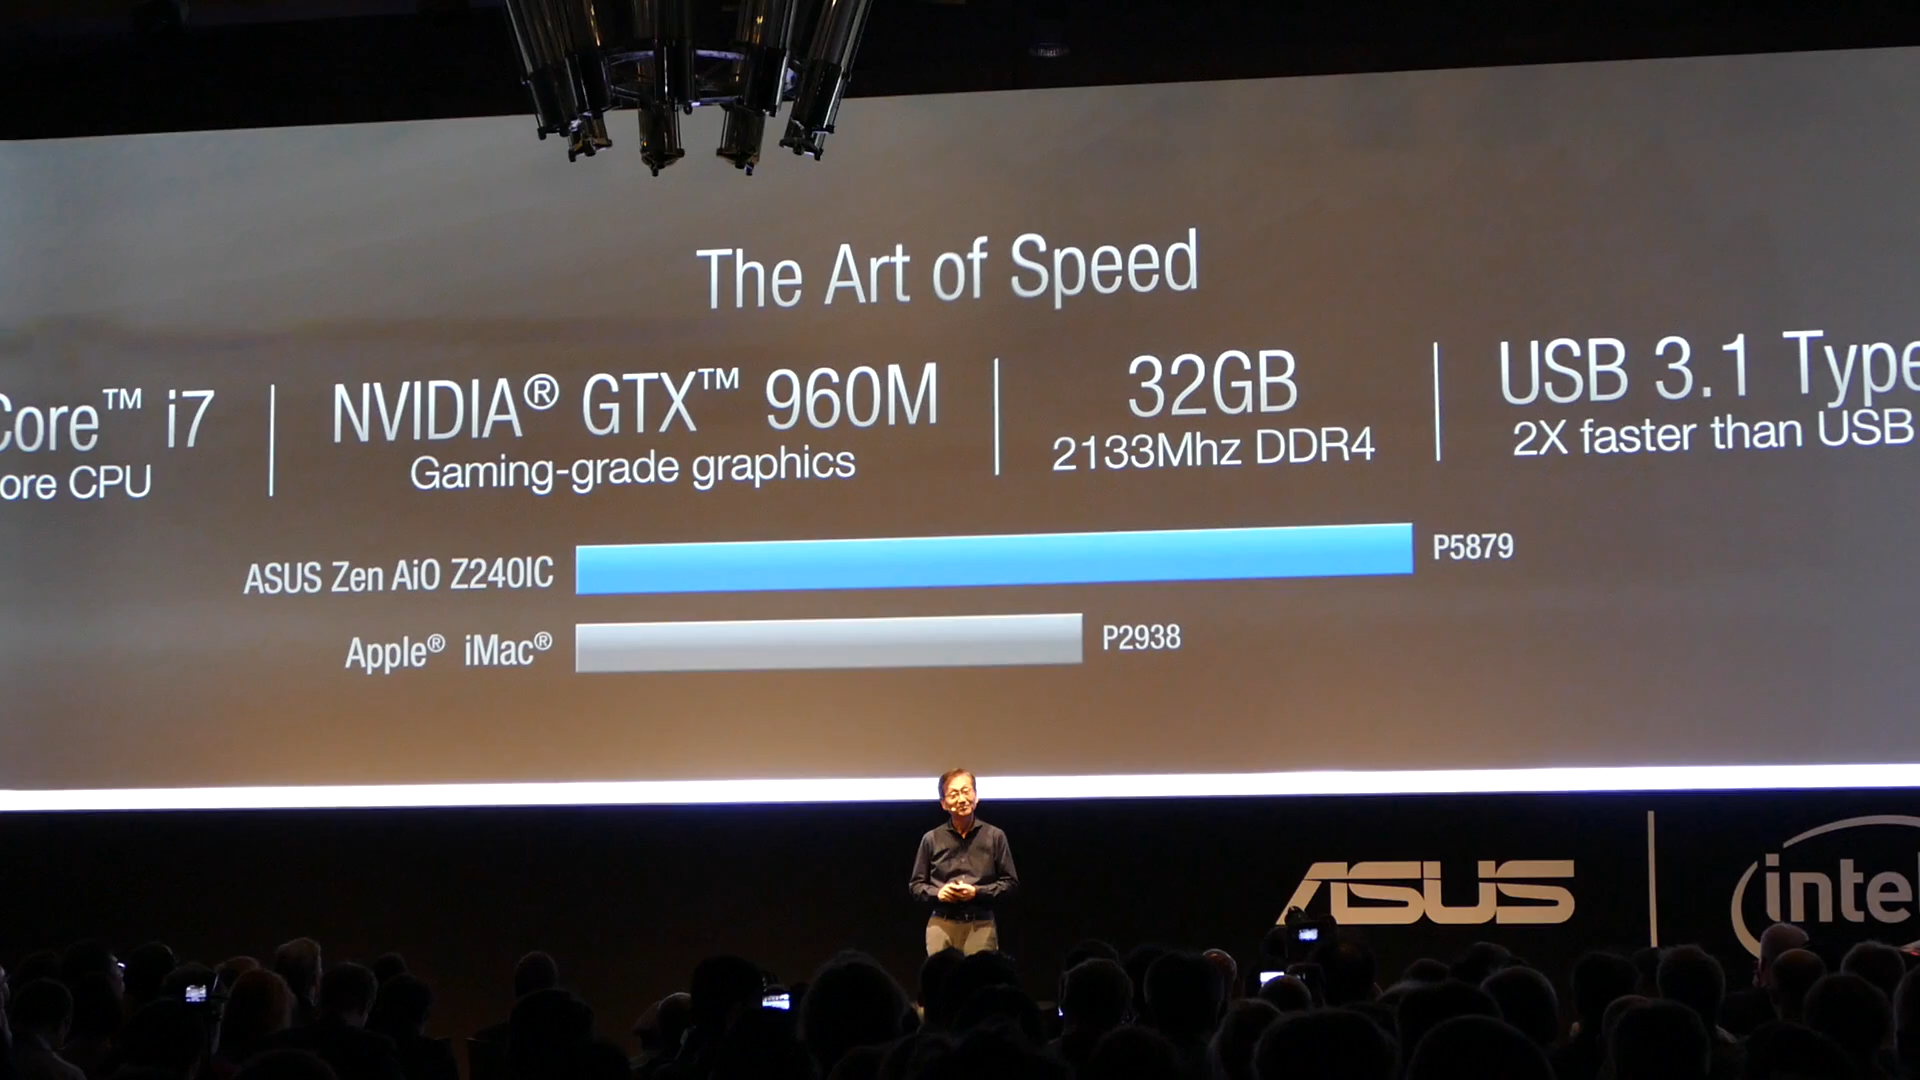 The Art of Speed
Core™ i7
ore CPU
NVIDIA® GTX™ 960M
Gaming-grade graphics
32GB
2133Mhz DDR4
USB 3.1 Type
2X faster than USB
ASUS Zen AiO Z240IC
P5879
Apple® iMac®
P2938
ASUS
intel